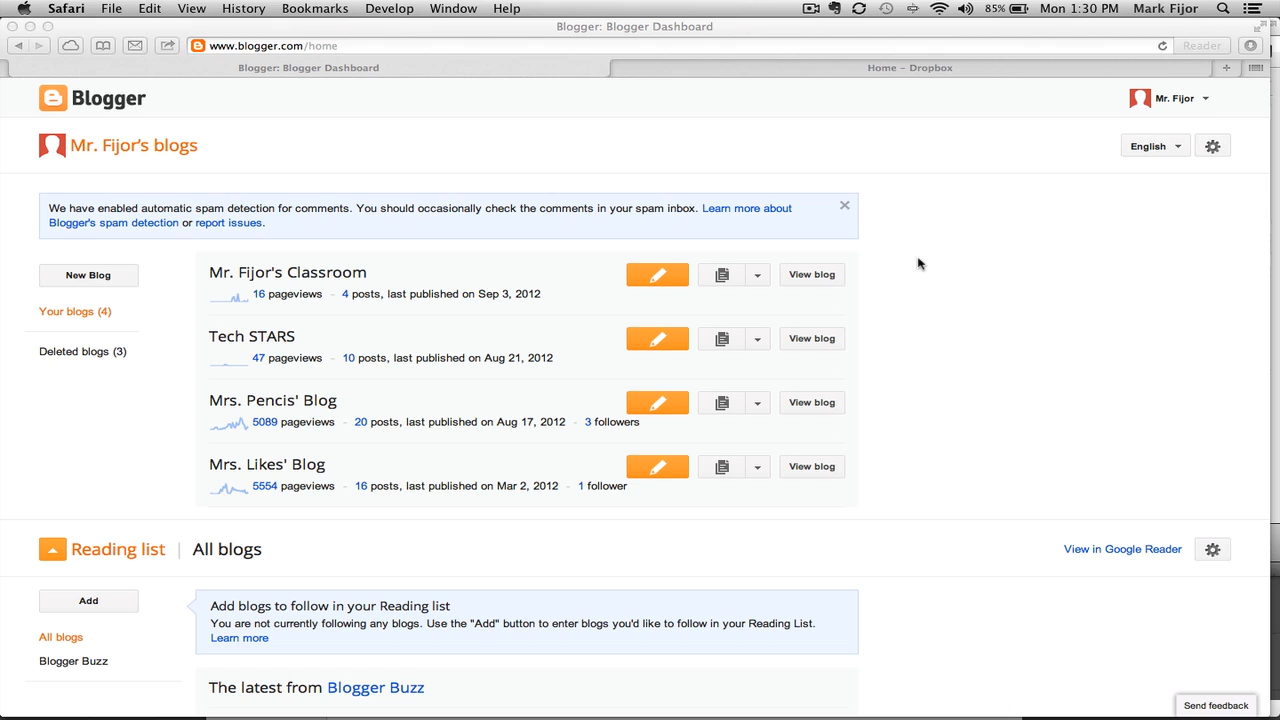 Safari File Edit View History Bookmarks Develop Window Help 85% Mon 1:30 PM Mark Fijor
Blogger: Blogger Dashboard
www.blogger.com/home Reader
Blogger: Blogger Dashboard Home – Dropbox
Blogger Mr. Fijor
Mr. Fijor's blogs English
We have enabled automatic spam detection for comments. You should occasionally check the comments in your spam inbox. Learn more about
Blogger's spam detection or report issues.
New Blog
Your blogs (4)
Deleted blogs (3)
Mr. Fijor's Classroom View blog
16 pageviews - 4 posts, last published on Sep 3, 2012
Tech STARS View blog
47 pageviews - 10 posts, last published on Aug 21, 2012
Mrs. Pencis' Blog View blog
5089 pageviews - 20 posts, last published on Aug 17, 2012 - 3 followers
Mrs. Likes' Blog View blog
5554 pageviews - 16 posts, last published on Mar 2, 2012 - 1 follower
Reading list | All blogs View in Google Reader
Add
All blogs
Blogger Buzz
Add blogs to follow in your Reading list
You are not currently following any blogs. Use the "Add" button to enter blogs you'd like to follow in your Reading List.
Learn more
The latest from Blogger Buzz
Send feedback